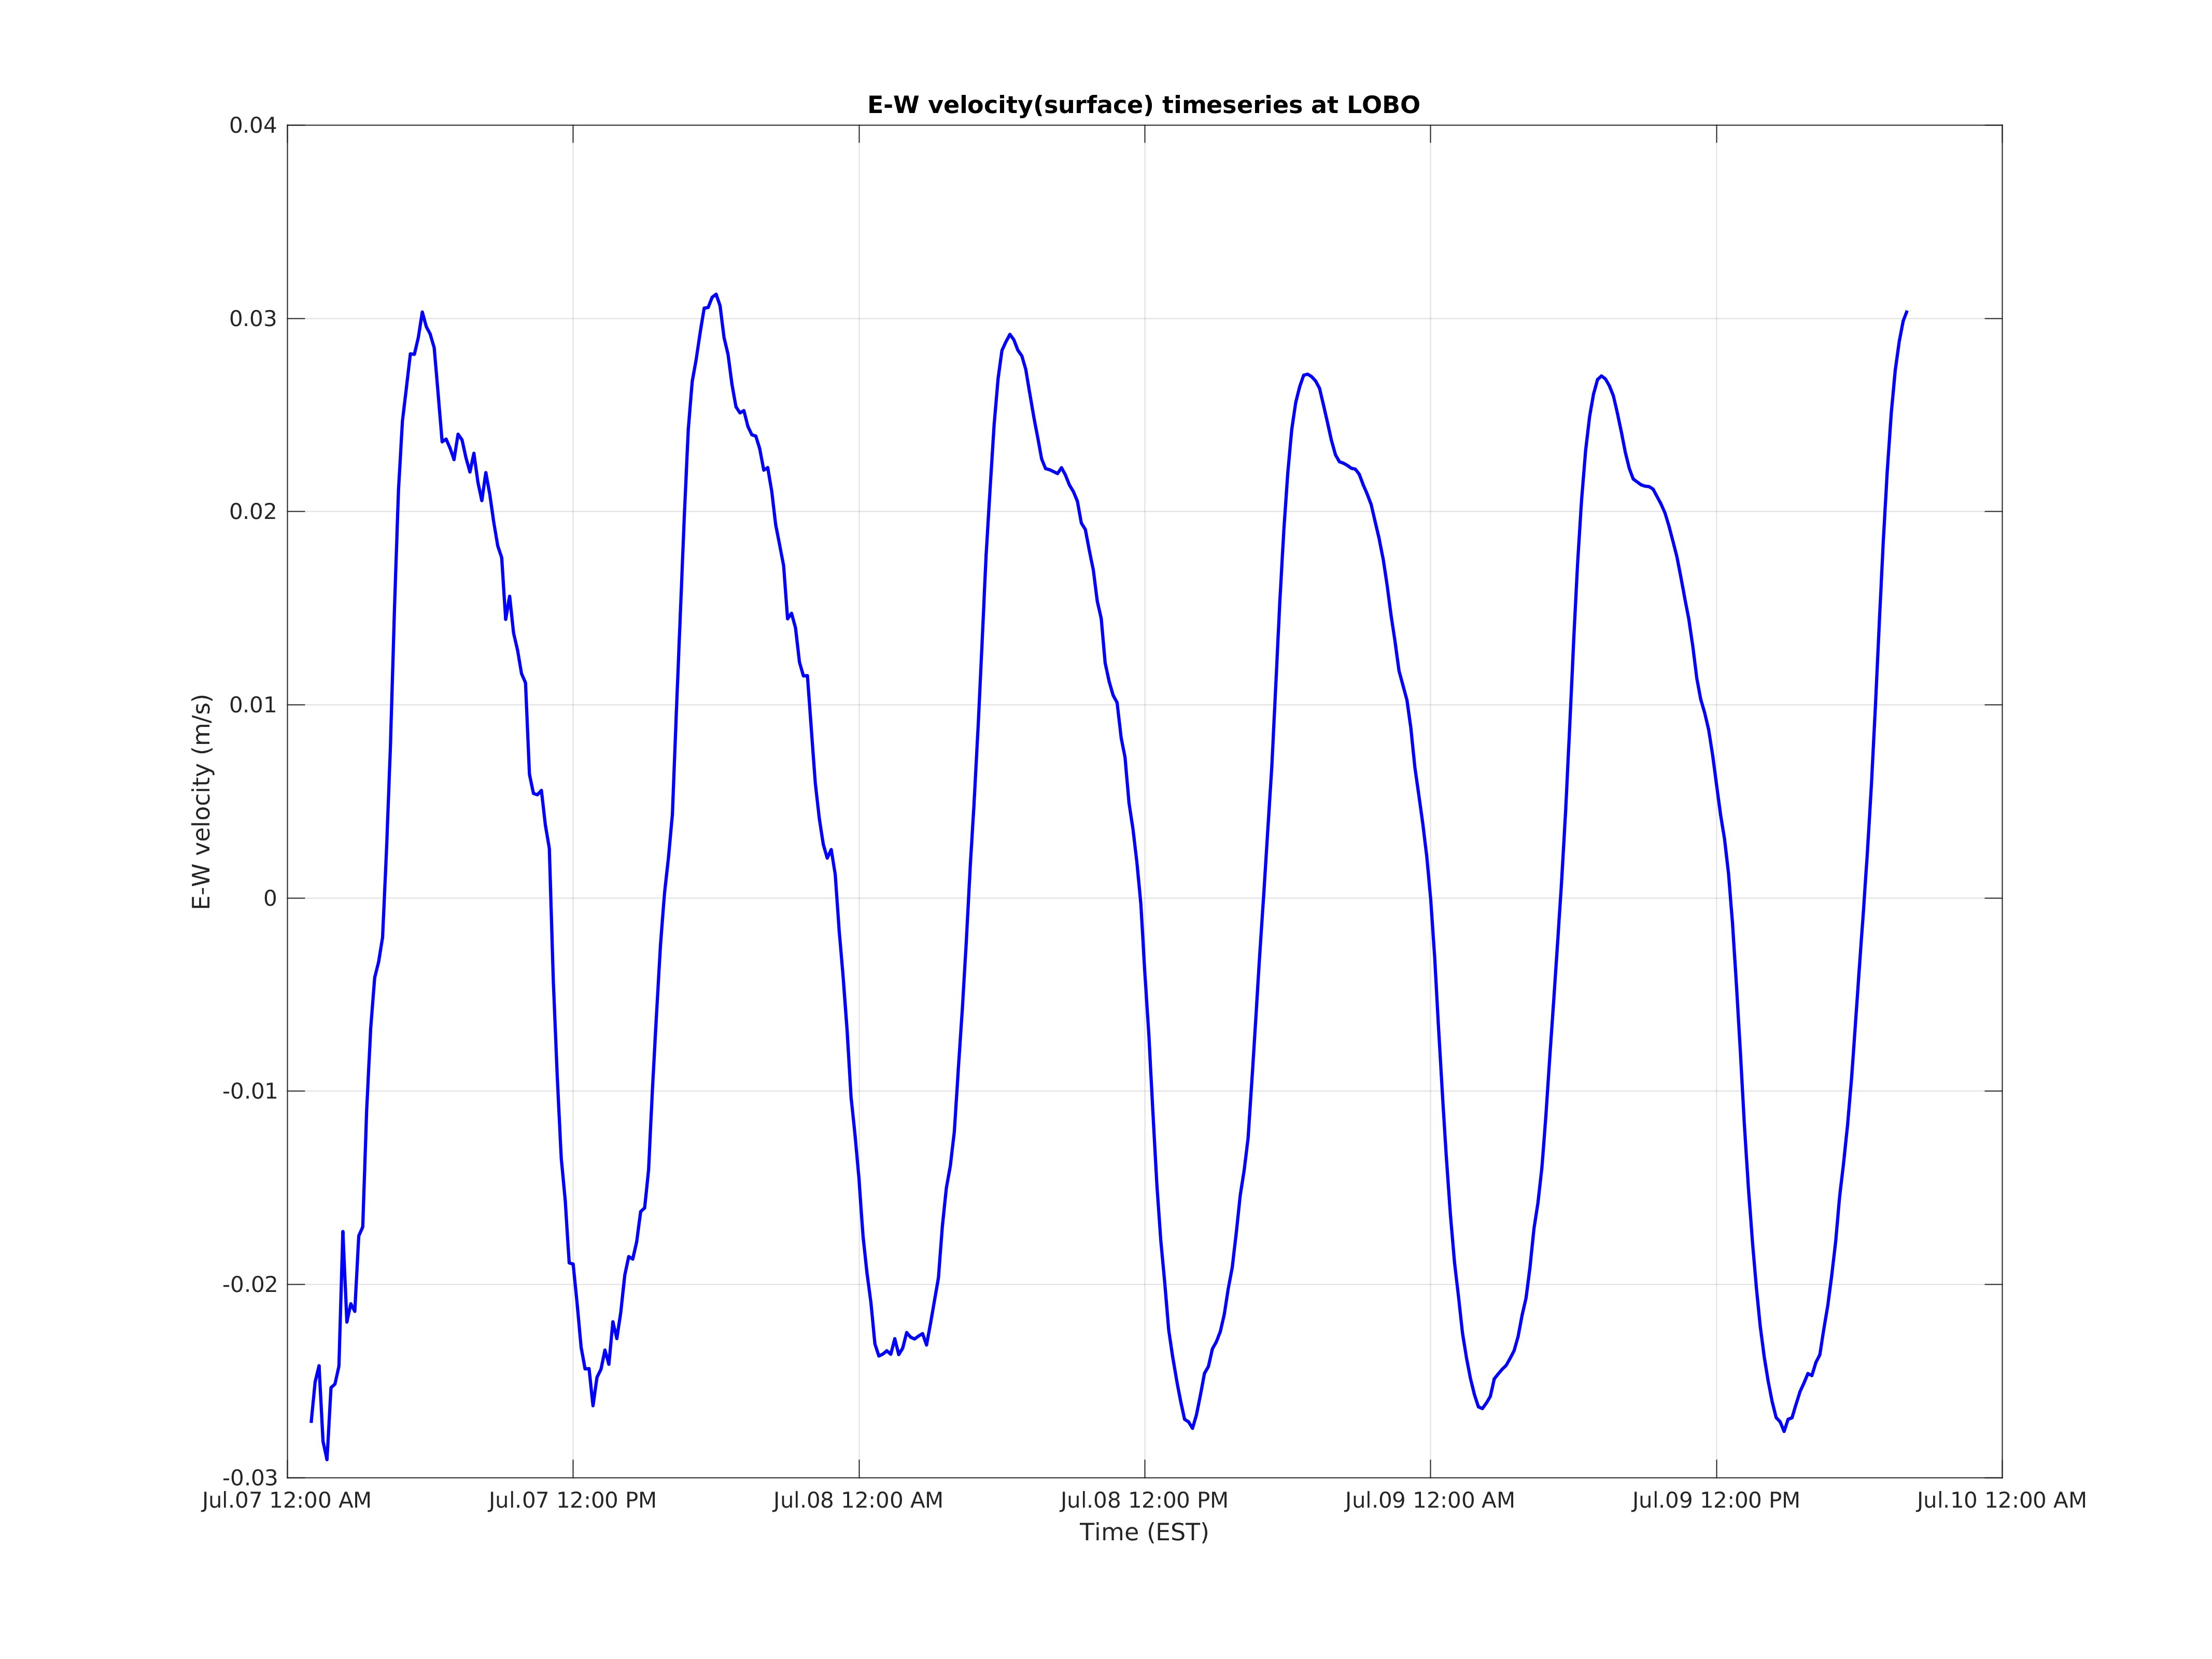 E-W velocity(surface) timeseries at LOBO
0.04
0.03
0.02
0.01
0
-0.01
-0.02
-0.03
E-W velocity (m/s)
Jul.07 12:00 AM Jul.07 12:00 PM Jul.08 12:00 AM Jul.08 12:00 PM Jul.09 12:00 AM Jul.09 12:00 PM Jul.10 12:00 AM
Time (EST)